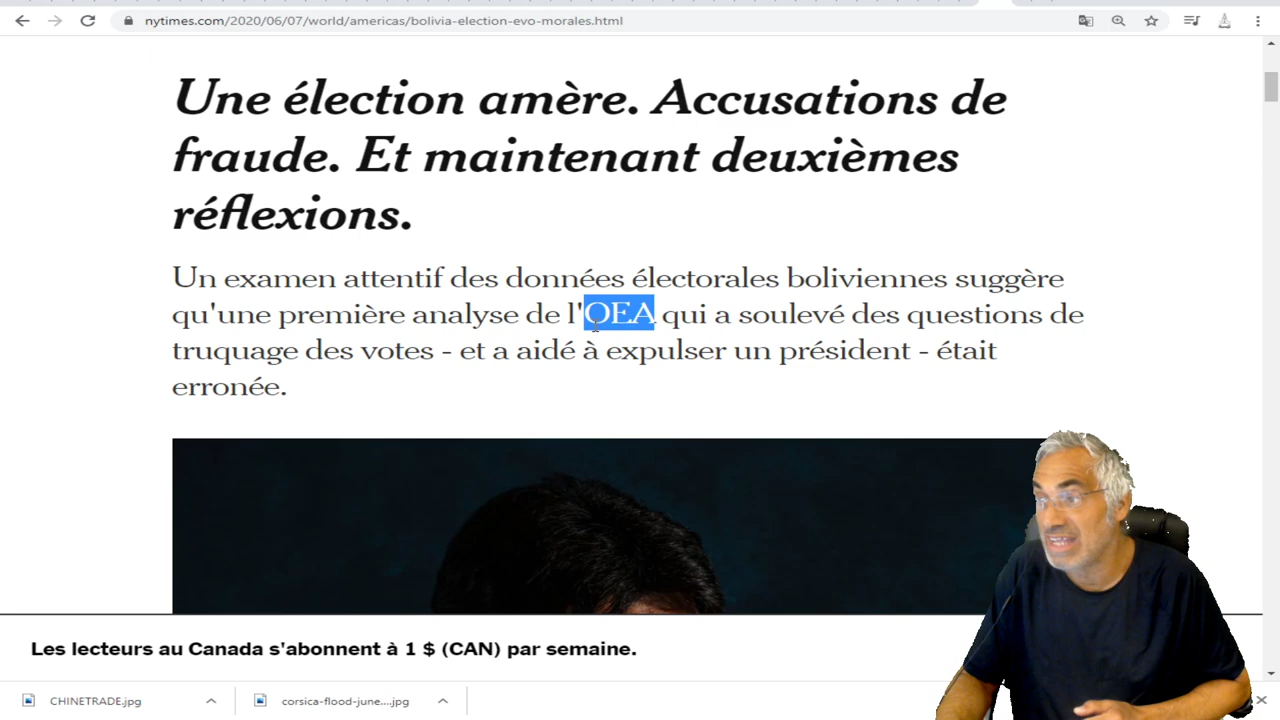 nytimes.com/2020/06/07/world/americas/bolivia-election-evo-morales.html
Une élection amère. Accusations de
fraude. Et maintenant deuxièmes
réflexions.
Un examen attentif des données électorales boliviennes suggère
qu'une première analyse de l'OEA qui a soulevé des questions de
truquage des votes - et a aidé à expulser un président - était
erronée.
Les lecteurs au Canada s'abonnent à 1 $ (CAN) par semaine.
CHINETRADE.jpg
corsica-flood-june....jpg